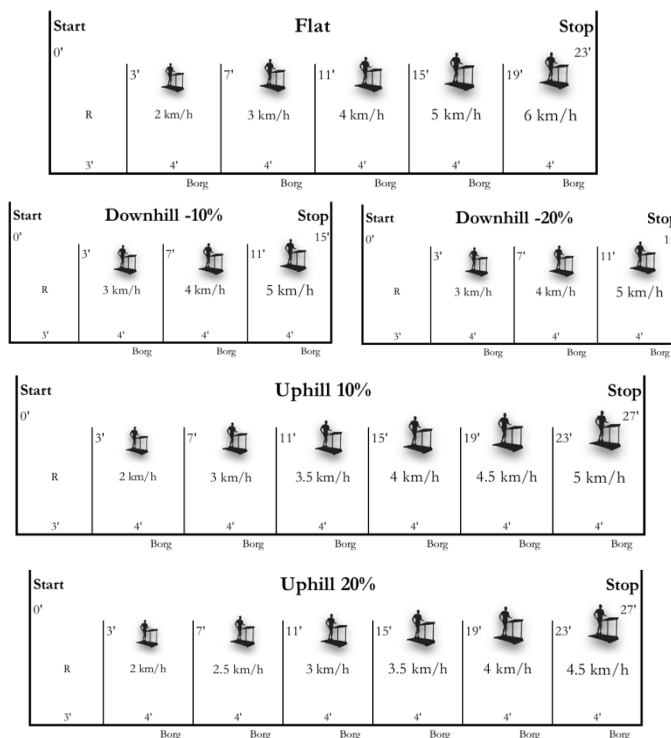 Start Flat Stop
0' 23'
3' 7' 11' 15' 19'
R 2 km/h 3 km/h 4 km/h 5 km/h 6 km/h
3' 4' 4' 4' 4' 4'
Borg Borg Borg Borg Borg
Start Downhill -10% Stop
0' 15'
3' 7' 11'
R 3 km/h 4 km/h 5 km/h
3' 4' 4' 4'
Borg Borg Borg
Start Downhill -20%
0'
3' 7' 11'
R 3 km/h 4 km/h 5 km/h
3' 4' 4' 4'
Borg Borg Borg
Start Uphill 10% Stop
0' 27'
3' 7' 11' 15' 19' 23'
R 2 km/h 3 km/h 3.5 km/h 4 km/h 4.5 km/h 5 km/h
3' 4' 4' 4' 4' 4' 4'
Borg Borg Borg Borg Borg Borg
Start Uphill 20% Stop
0' 27'
3' 7' 11' 15' 19' 23'
R 2 km/h 2.5 km/h 3 km/h 3.5 km/h 4 km/h 4.5 km/h
3' 4' 4' 4' 4' 4' 4'
Borg Borg Borg Borg Borg Borg